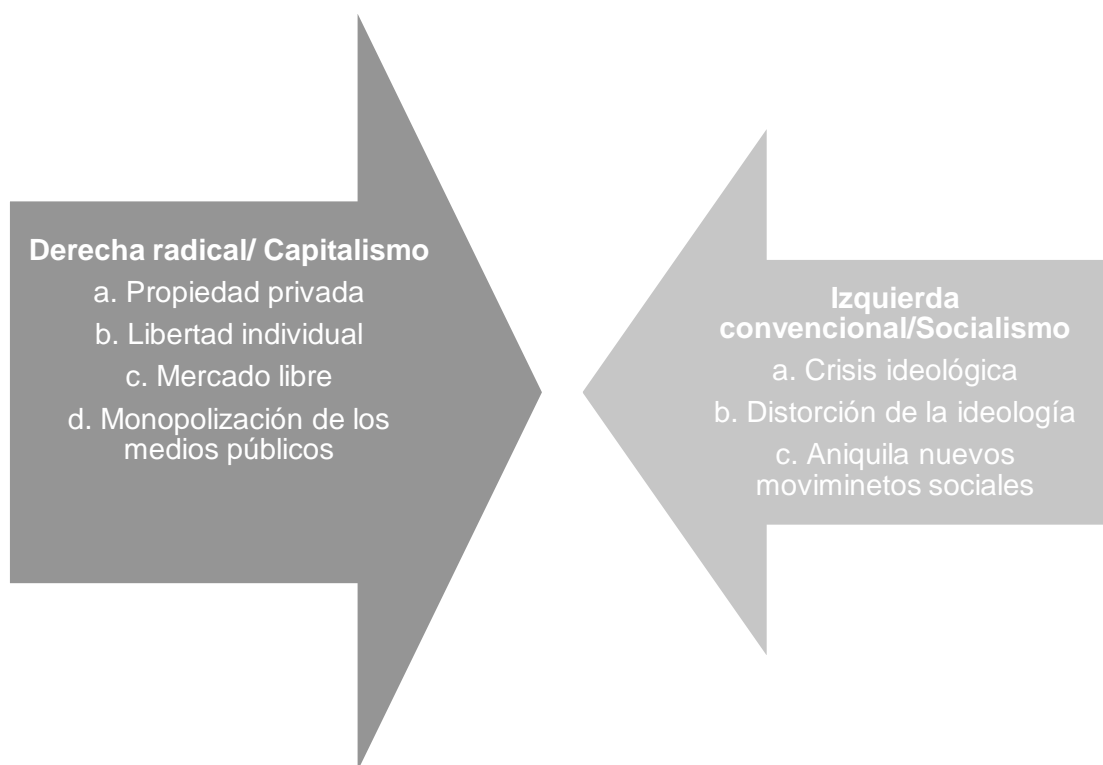 Derecha radical/ Capitalismo
a. Propiedad privada
b. Libertad individual
c. Mercado libre
d. Monopolización de los
medios públicos
Izquierda
convencional/Socialismo
a. Crisis ideológica
b. Distorción de la ideología
c. Aniquila nuevos
moviminetos sociales